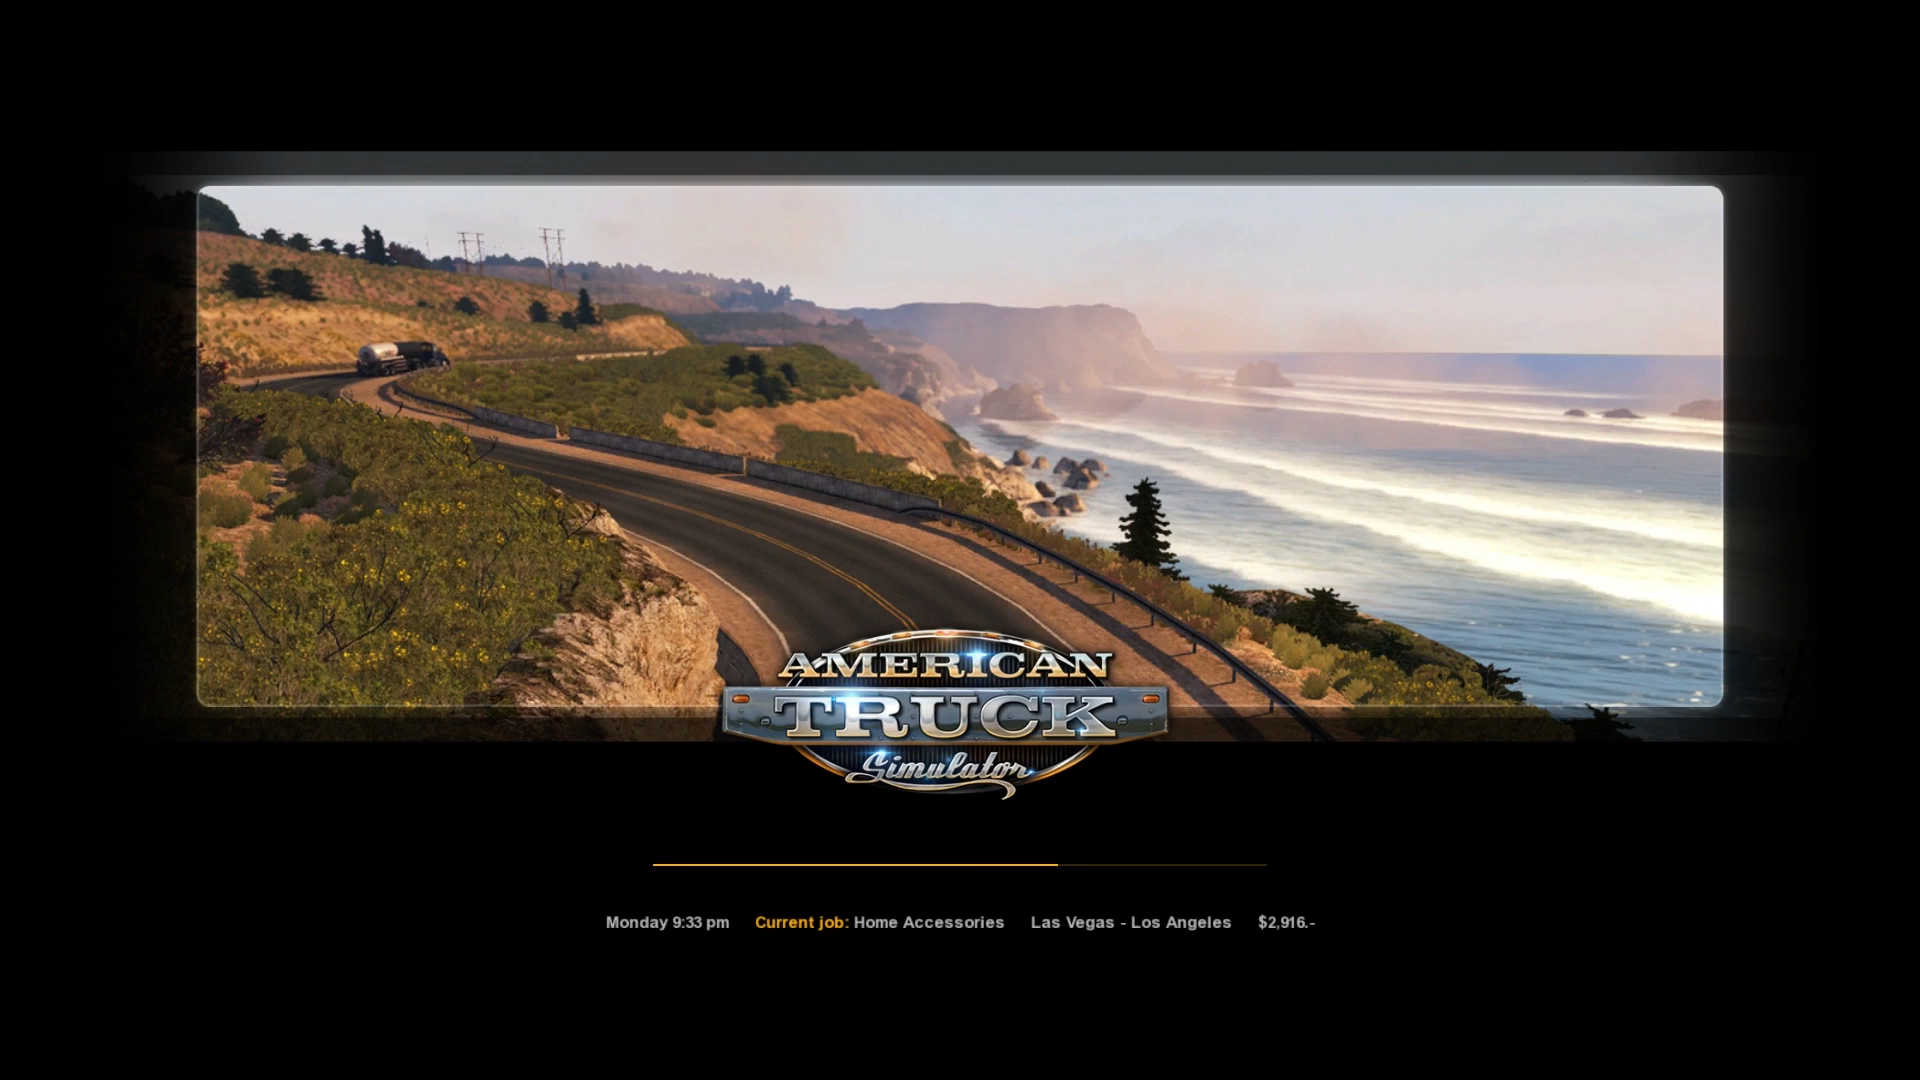 AMERICAN
TRUCK
Simulator
Monday 9:33 pm Current job: Home Accessories Las Vegas - Los Angeles $2,916.-